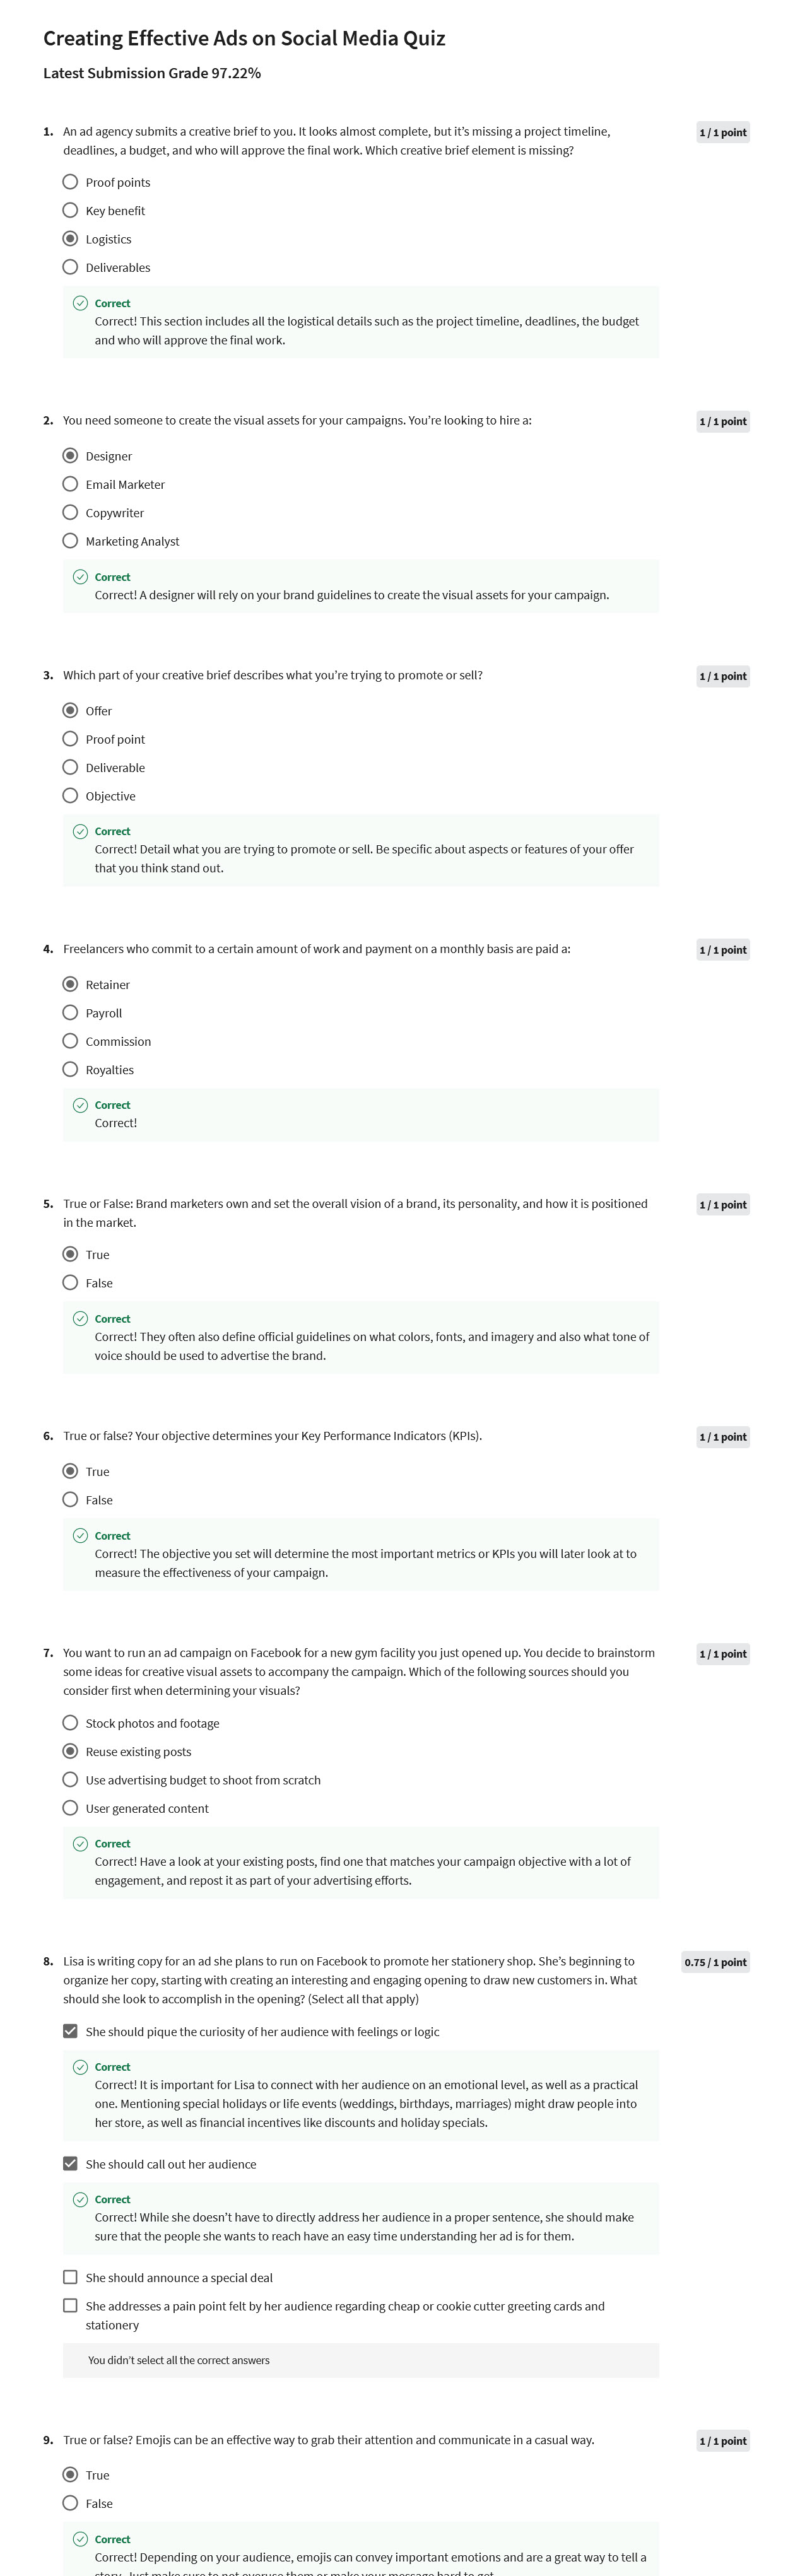 Creating Effective Ads on Social Media Quiz
Latest Submission Grade 97.22%
1. An ad agency submits a creative brief to you. It looks almost complete, but it's missing a project timeline, 1 / 1 point
deadlines, a budget, and who will approve the final work. Which creative brief element is missing?
Proof points
Key benefit
Logistics
Deliverables
Correct
Correct! This section includes all the logistical details such as the project timeline, deadlines, the budget
and who will approve the final work.
2. You need someone to create the visual assets for your campaigns. You're looking to hire a: 1 / 1 point
Designer
Email Marketer
Copywriter
Marketing Analyst
Correct
Correct! A designer will rely on your brand guidelines to create the visual assets for your campaign.
3. Which part of your creative brief describes what you're trying to promote or sell? 1 / 1 point
Offer
Proof point
Deliverable
Objective
Correct
Correct! Detail what you are trying to promote or sell. Be specific about aspects or features of your offer
that you think stand out.
4. Freelancers who commit to a certain amount of work and payment on a monthly basis are paid a: 1 / 1 point
Retainer
Payroll
Commission
Royalties
Correct
Correct!
5. True or False: Brand marketers own and set the overall vision of a brand, its personality, and how it is positioned 1 / 1 point
in the market.
True
False
Correct
Correct! They often also define official guidelines on what colors, fonts, and imagery and also what tone of
voice should be used to advertise the brand.
6. True or false? Your objective determines your Key Performance Indicators (KPIs). 1 / 1 point
True
False
Correct
Correct! The objective you set will determine the most important metrics or KPIs you will later look at to
measure the effectiveness of your campaign.
7. You want to run an ad campaign on Facebook for a new gym facility you just opened up. You decide to brainstorm 1 / 1 point
some ideas for creative visual assets to accompany the campaign. Which of the following sources should you
consider first when determining your visuals?
Stock photos and footage
Reuse existing posts
Use advertising budget to shoot from scratch
User generated content
Correct
Correct! Have a look at your existing posts, find one that matches your campaign objective with a lot of
engagement, and repost it as part of your advertising efforts.
8. Lisa is writing copy for an ad she plans to run on Facebook to promote her stationery shop. She's beginning to 0.75 / 1 point
organize her copy, starting with creating an interesting and engaging opening to draw new customers in. What
should she look to accomplish in the opening? (Select all that apply)
She should pique the curiosity of her audience with feelings or logic
Correct
Correct! It is important for Lisa to connect with her audience on an emotional level, as well as a practical
one. Mentioning special holidays or life events (weddings, birthdays, marriages) might draw people into
her store, as well as financial incentives like discounts and holiday specials.
She should call out her audience
Correct
Correct! While she doesn't have to directly address her audience in a proper sentence, she should make
sure that the people she wants to reach have an easy time understanding her ad is for them.
She should announce a special deal
She addresses a pain point felt by her audience regarding cheap or cookie cutter greeting cards and
stationery
You didn't select all the correct answers
9. True or false? Emojis can be an effective way to grab their attention and communicate in a casual way. 1 / 1 point
True
False
Correct
Correct! Depending on your audience, emojis can convey important emotions and are a great way to tell a